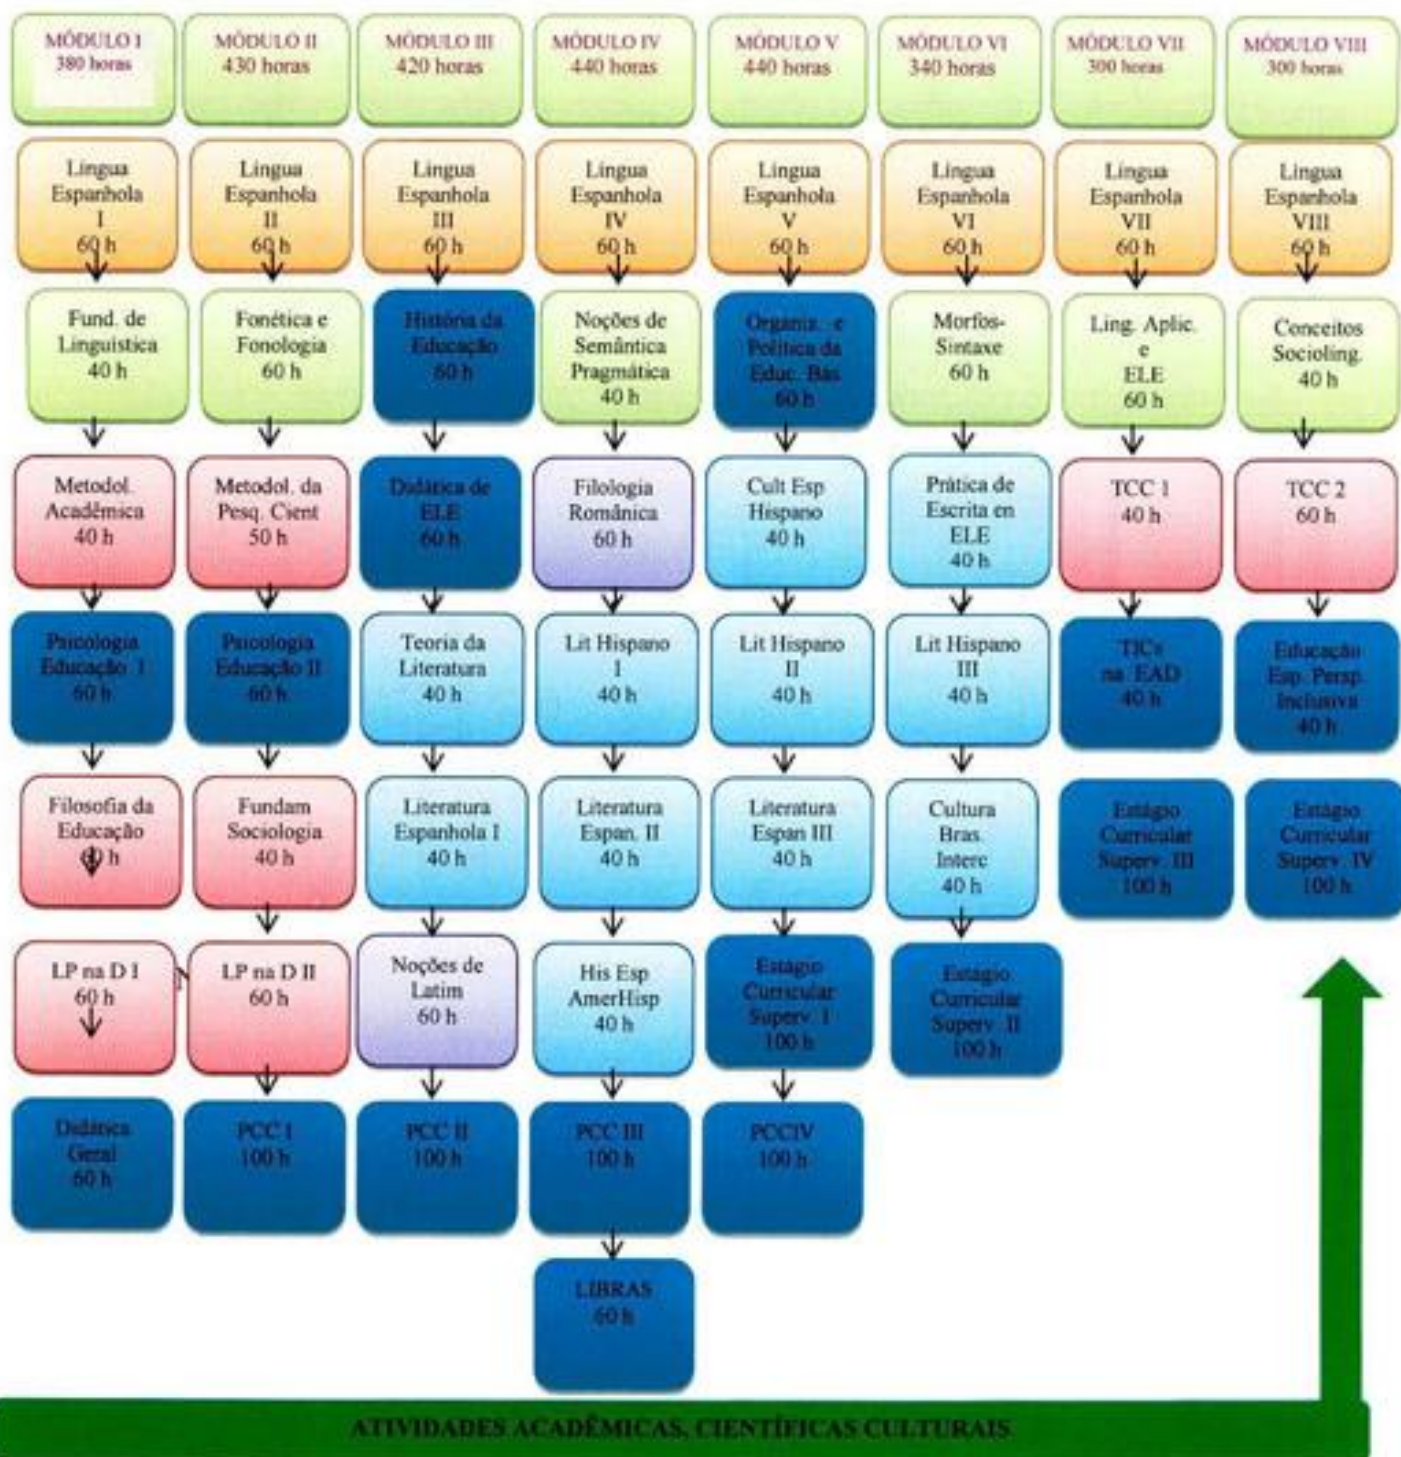 MÓDULO I
380 horas
MÓDULO II
430 horas
MÓDULO III
420 horas
MÓDULO IV
440 horas
MÓDULO V
440 horas
MÓDULO VI
340 horas
MÓDULO VII
300 horas
MÓDULO VIII
300 horas
Língua
Espanhola
I
60 h
Língua
Espanhola
II
60 h
Língua
Espanhola
III
60 h
Língua
Espanhola
IV
60 h
Língua
Espanhola
V
60 h
Língua
Espanhola
VI
60 h
Língua
Espanhola
VII
60 h
Língua
Espanhola
VIII
60 h
Fund. de
Linguística
40 h
Fonética e
Fonologia
60 h
História da
Educação
60 h
Noções de
Semântica
Pragmática
40 h
Organiz. e
Política da
Educ. Bás
60 h
Morfos-
Sintaxe
60 h
Ling. Aplic.
e
ELE
60 h
Conceitos
Socioling.
40 h
Metodol.
Acadêmica
40 h
Metodol. da
Pesq. Cient
50 h
Didática de
ELE
60 h
Filologia
Românica
60 h
Cult Esp
Hispano
40 h
Prática de
Escrita en
ELE
40 h
TCC 1
40 h
TCC 2
60 h
Psicologia
Educação I
60 h
Psicologia
Educação II
60 h
Teoria da
Literatura
40 h
Lit Hispano
I
40 h
Lit Hispano
II
40 h
Lit Hispano
III
40 h
TICs
na EAD
40 h
Educação
Esp. Persp.
Inclusiva
40 h
Filosofia da
Educação
h
Fundam
Sociologia
40 h
Literatura
Espanhola I
40 h
Literatura
Espan. II
40 h
Literatura
Espan III
40 h
Cultura
Bras.
Interc
40 h
Estágio
Curricular
Superv. III
100 h
Estágio
Curricular
Superv. IV
100 h
LP na D I
60 h
N
LP na D II
60 h
Noções de
Latim
60 h
His Esp
AmerHisp
40 h
Estágio
Curricular
Superv. I
100 h
Estágio
Curricular
Superv. II
100 h
Didática
Geral
60 h
PCC I
100 h
PCC II
100 h
PCC III
100 h
PCCIV
100 h
LIBRAS
60 h
ATIVIDADES ACADÊMICAS, CIENTÍFICAS CULTURAIS